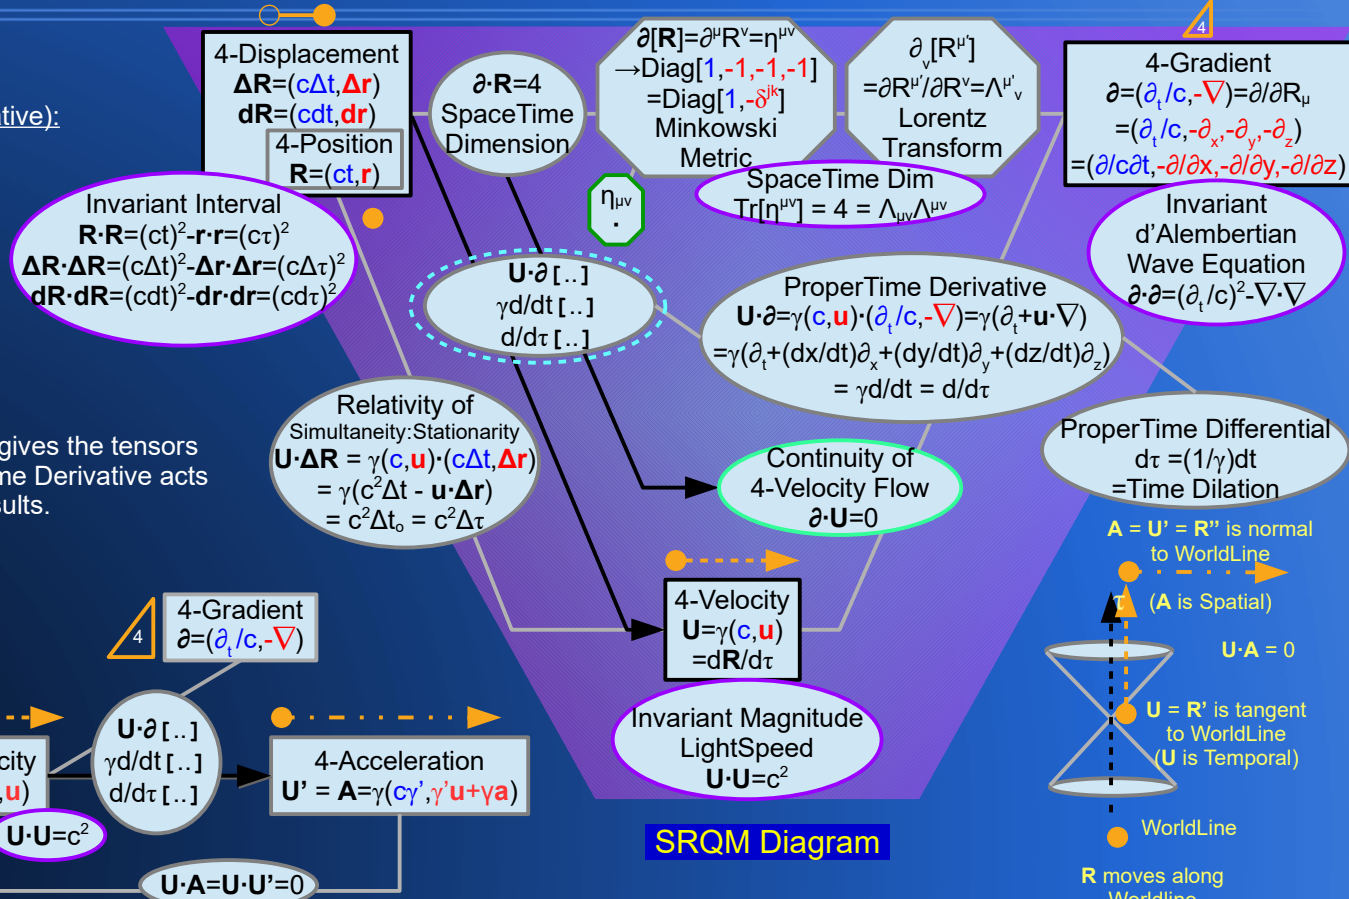 4-Displacement
ΔR=(cΔt,Δr)
dR=(cdt,dr)
4-Position
R=(ct,r)
∂·R=4
SpaceTime
Dimension
∂[R]=∂^μR^ν=η^μν
→Diag[1,-1,-1,-1]
=Diag[1,-δ^jk]
Minkowski
Metric
∂_ν[R^μ']
=∂R^μ'/∂R^ν=Λ^μ'_ν
Lorentz
Transform
4
4-Gradient
∂=(∂_t/c,-∇)=∂/∂R_μ
=(∂_t/c,-∂_x,-∂_y,-∂_z)
=(∂/c∂t,-∂/∂x,-∂/∂y,-∂/∂z)
ative):
Invariant Interval
R·R=(ct)²-r·r=(cτ)²
ΔR·ΔR=(cΔt)²-Δr·Δr=(cΔτ)²
dR·dR=(cdt)²-dr·dr=(cdτ)²
η_μν
.
SpaceTime Dim
Tr[η^μν] = 4 = Λ_μνΛ^μν
Invariant
d'Alembertian
Wave Equation
∂·∂=(∂_t/c)²-∇·∇
U·∂[..]
γd/dt[..]
d/dτ[..]
ProperTime Derivative
U·∂=γ(c,u)·(∂_t/c,-∇)=γ(∂_t+u·∇)
=γ(∂_t+(dx/dt)∂_x+(dy/dt)∂_y+(dz/dt)∂_z)
= γd/dt = d/dτ
Relativity of
Simultaneity:Stationarity
U·ΔR = γ(c,u)·(cΔt,Δr)
= γ(c²Δt - u·Δr)
= c²Δt_o = c²Δτ
gives the tensors
me Derivative acts
sults.
Continuity of
4-Velocity Flow
∂·U=0
ProperTime Differential
dτ =(1/γ)dt
=Time Dilation
4-Velocity
U=γ(c,u)
=dR/dτ
Invariant Magnitude
LightSpeed
U·U=c²
4
4-Gradient
∂=(∂_t/c,-∇)
city
,u)
U·U=c²
U·∂[..]
γd/dt[..]
d/dτ[..]
4-Acceleration
U' = A=γ(cγ',γ'u+γa)
U·A=U·U'=0
SRQM Diagram
A = U' = R'' is normal
to WorldLine
τ
(A is Spatial)
U·A = 0
U = R' is tangent
to WorldLine
(U is Temporal)
WorldLine
R moves along
Worldline